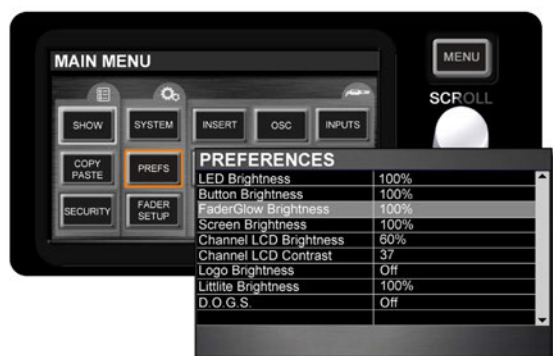 MAIN MENU
MENU
SCROLL
SHOW
SYSTEM
INSERT
OSC
INPUTS
COPY
PASTE
PREFS
SECURITY
FADER
SETUP
PREFERENCES
LED Brightness 100%
Button Brightness 100%
FaderGlow Brightness 100%
Screen Brightness 100%
Channel LCD Brightness 60%
Channel LCD Contrast 37
Logo Brightness Off
Littlite Brightness 100%
D.O.G.S. Off